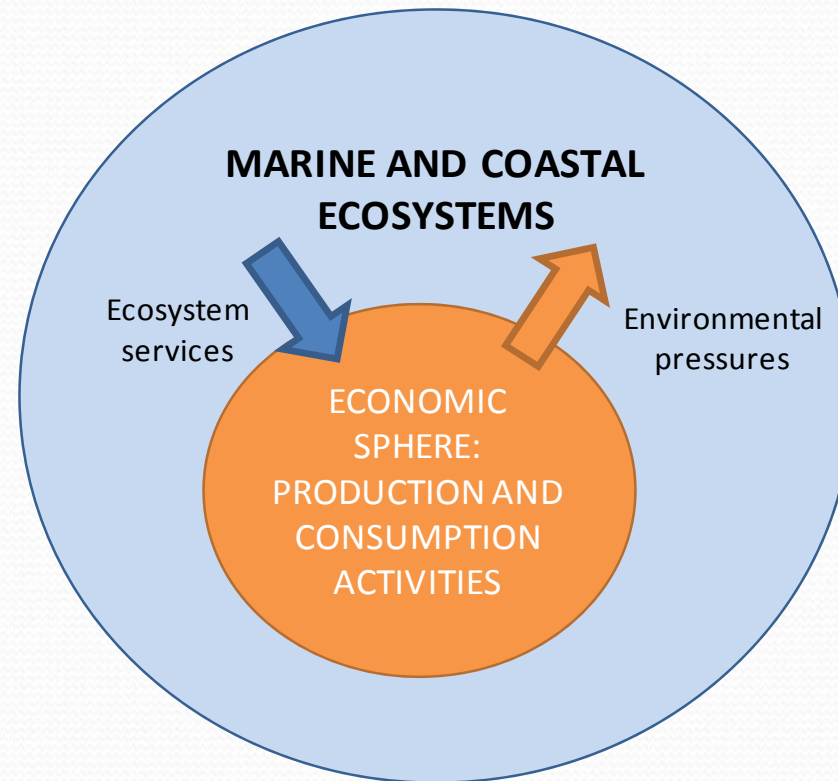 MARINE AND COASTAL
ECOSYSTEMS
Ecosystem
services
Environmental
pressures
ECONOMIC
SPHERE:
PRODUCTION AND
CONSUMPTION
ACTIVITIES